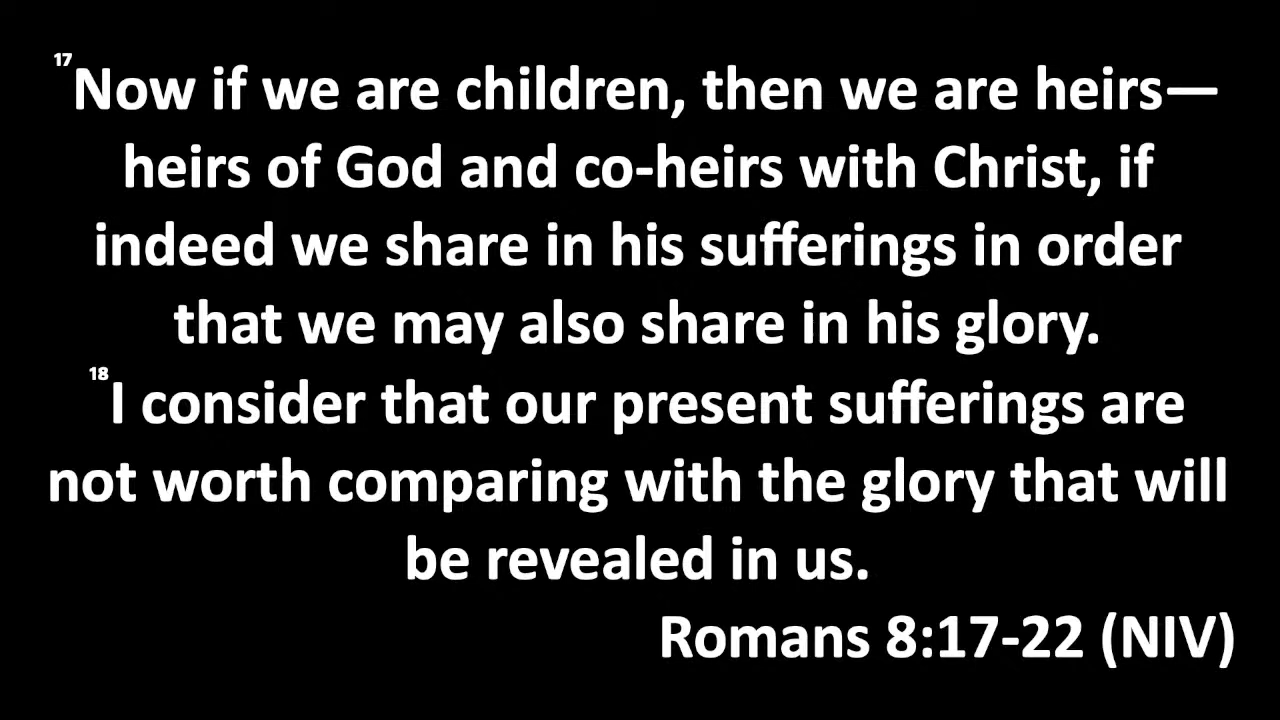 17Now if we are children, then we are heirs—
heirs of God and co-heirs with Christ, if
indeed we share in his sufferings in order
that we may also share in his glory.
18I consider that our present sufferings are
not worth comparing with the glory that will
be revealed in us.
Romans 8:17-22 (NIV)